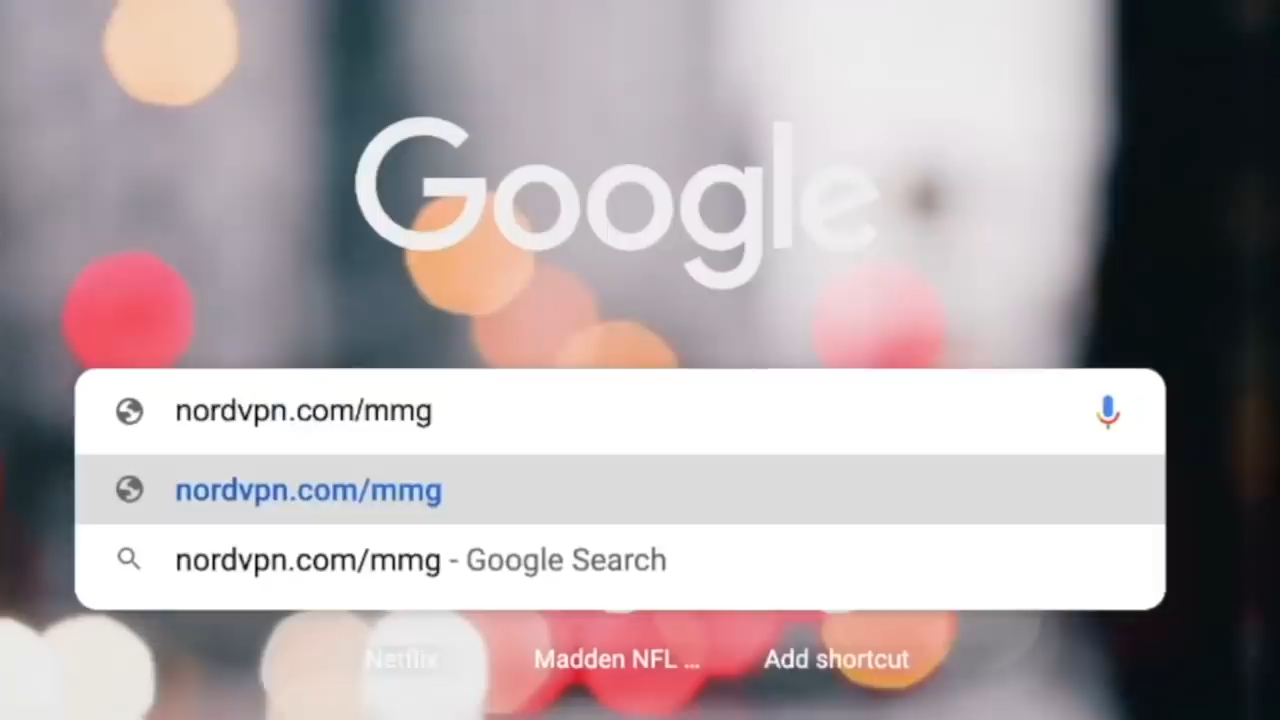 Google
nordvpn.com/mmg
nordvpn.com/mmg
nordvpn.com/mmg - Google Search
Netflix Madden NFL ... Add shortcut